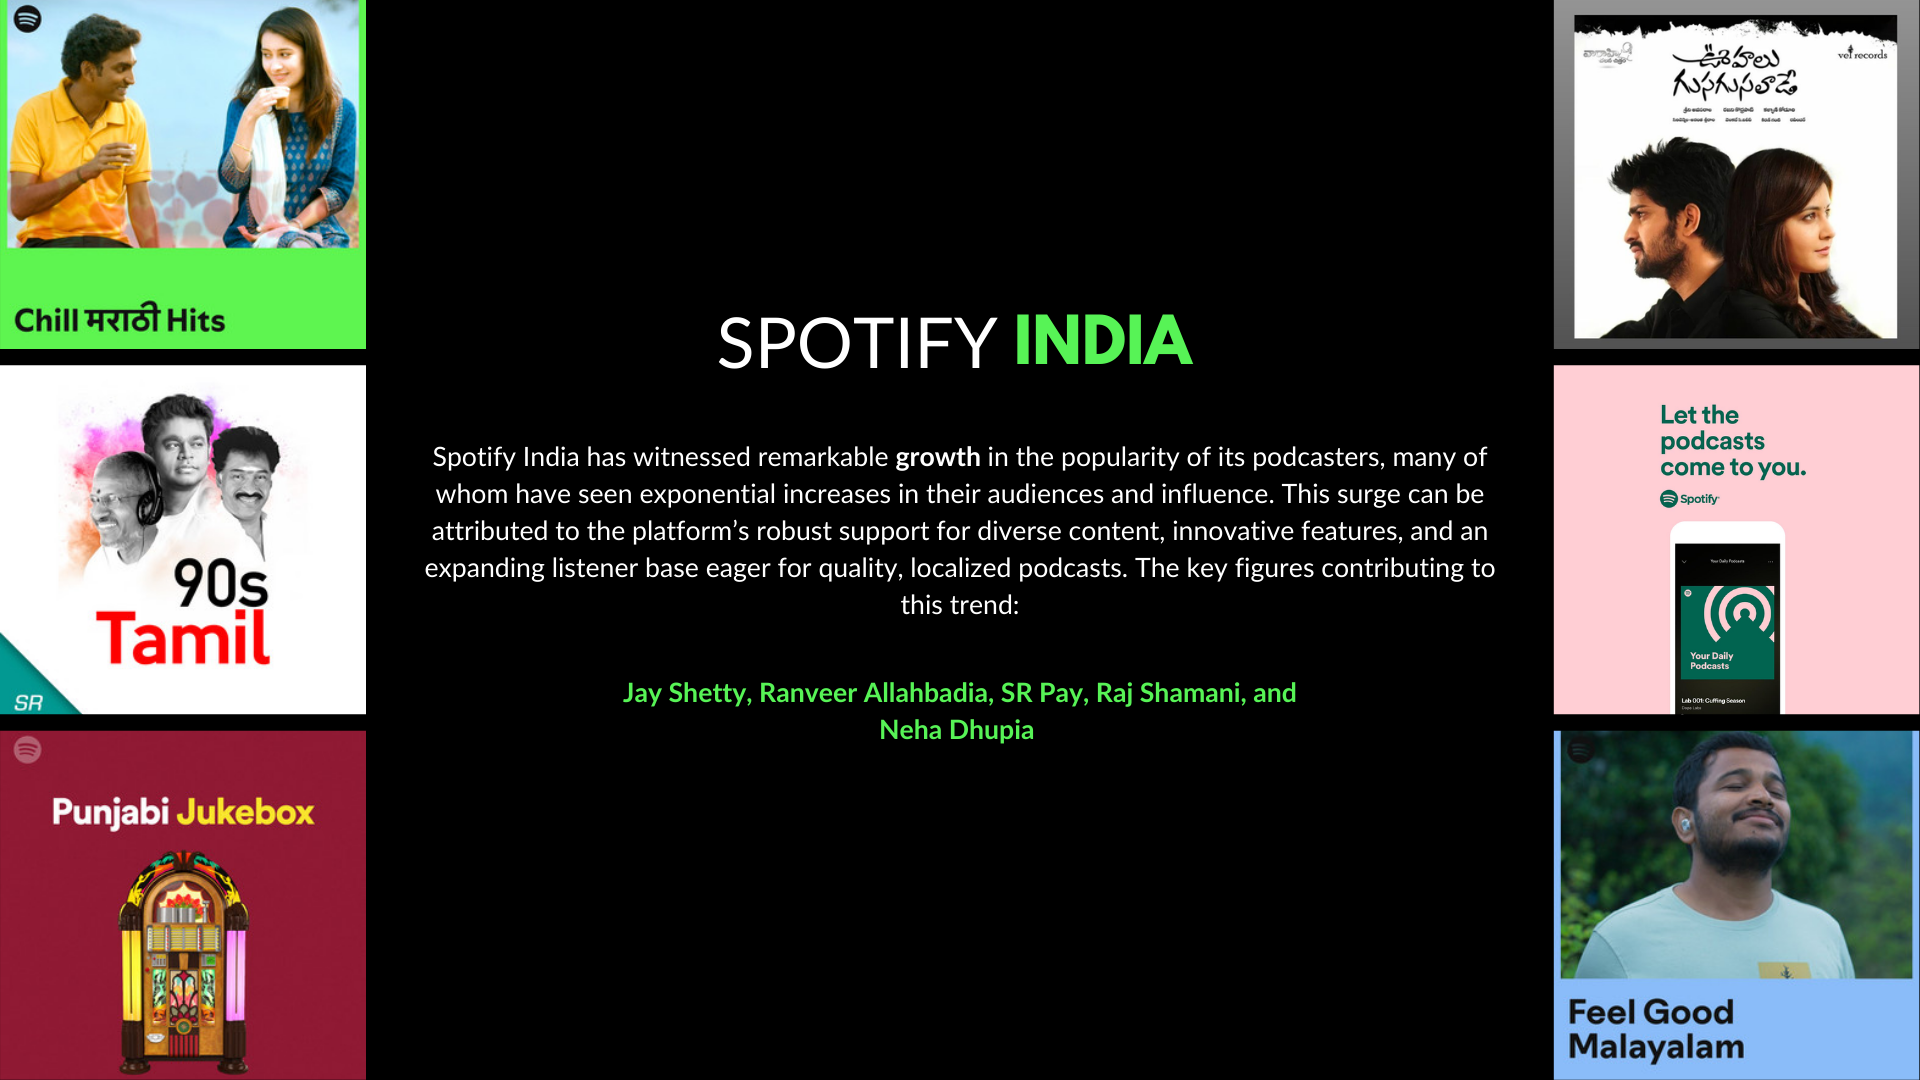 Chill मराठी Hits
90s
Tamil
SR
Punjabi Jukebox
SPOTIFY INDIA
Spotify India has witnessed remarkable growth in the popularity of its podcasters, many of
whom have seen exponential increases in their audiences and influence. This surge can be
attributed to the platform’s robust support for diverse content, innovative features, and an
expanding listener base eager for quality, localized podcasts. The key figures contributing to
this trend:
Jay Shetty, Ranveer Allahbadia, SR Pay, Raj Shamani, and
Neha Dhupia
vel records
ఊహలు
గుసగుసలాడే
Let the
podcasts
come to you.
Spotify
Your Daily Podcasts
Your Daily
Podcasts
Lab 001: Cuffing Season
Feel Good
Malayalam